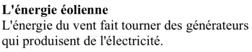 L'énergie éolienne
L'énergie du vent fait tourner des générateurs
qui produisent de l'électricité.